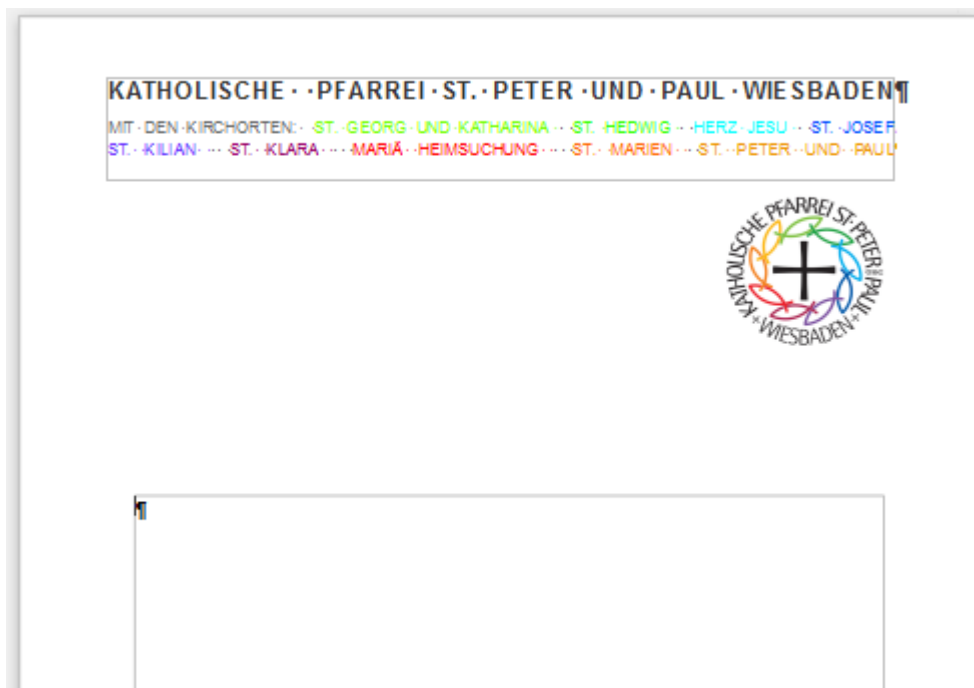 KATHOLISCHE PFARREI ST. PETER UND PAUL WIESBADEN¶
MIT DEN KIRCHORTEN: ST. GEORG UND KATHARINA ·· ST. HEDWIG ·· HERZ JESU ·· ST. JOSEF
ST. KILIAN ·· ST. KLARA ·· MARIÄ HEIMSUCHUNG ·· ST. MARIEN ·· ST. PETER UND PAUL
KATHOLISCHE PFARREI ST. PETER PAUL + WIESBADEN +
¶